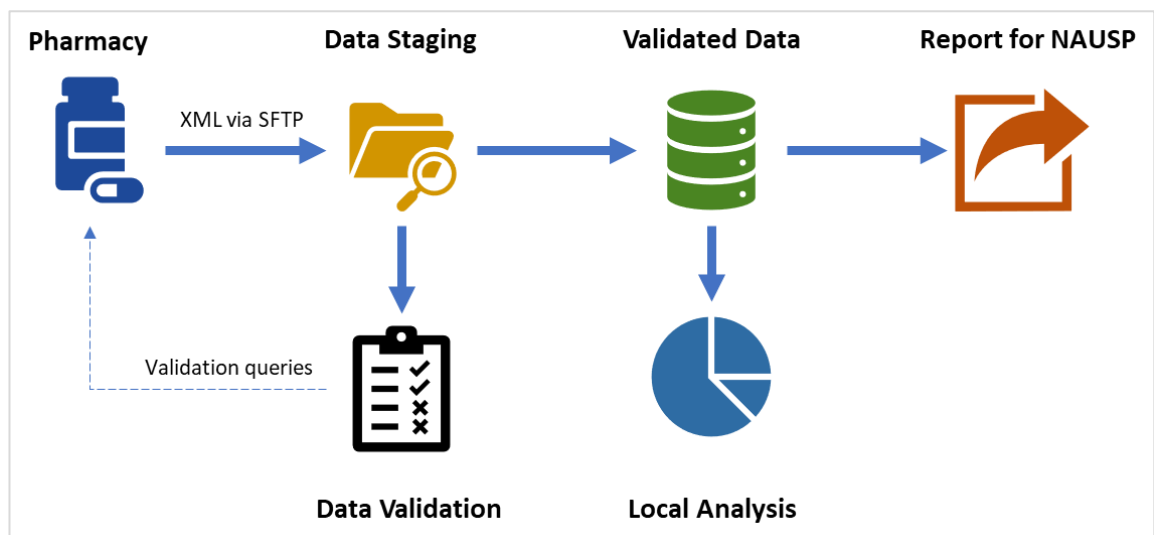 Pharmacy
Data Staging
Validated Data
Report for NAUSP
XML via SFTP
Validation queries
Data Validation
Local Analysis